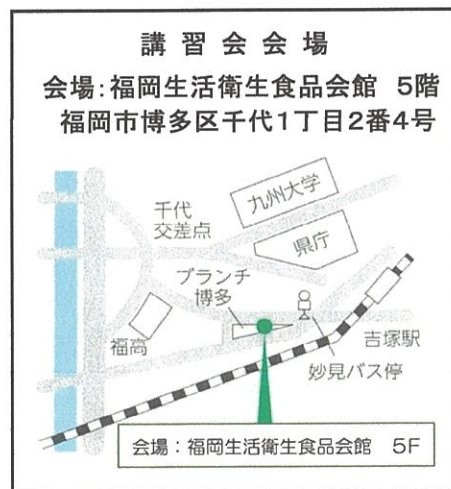 講習会会場
会場:福岡生活衛生食品会館 5階
福岡市博多区千代1丁目2番4号
九州大学
千代
交差点
県庁
ブランチ
博多
福高
吉塚駅
妙見バス停
会場:福岡生活衛生食品会館 5F